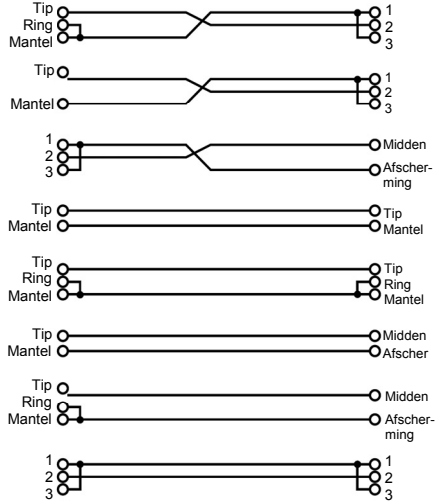 Tip 1
Ring 2
Mantel 3
Tip 1
2
Mantel 3
1 Midden
2
3 Afscher-
ming
Tip Tip
Mantel Mantel
Tip Tip
Ring Ring
Mantel Mantel
Tip Midden
Mantel Afscher
Tip Midden
Ring
Mantel Afscher-
ming
1 1
2 2
3 3